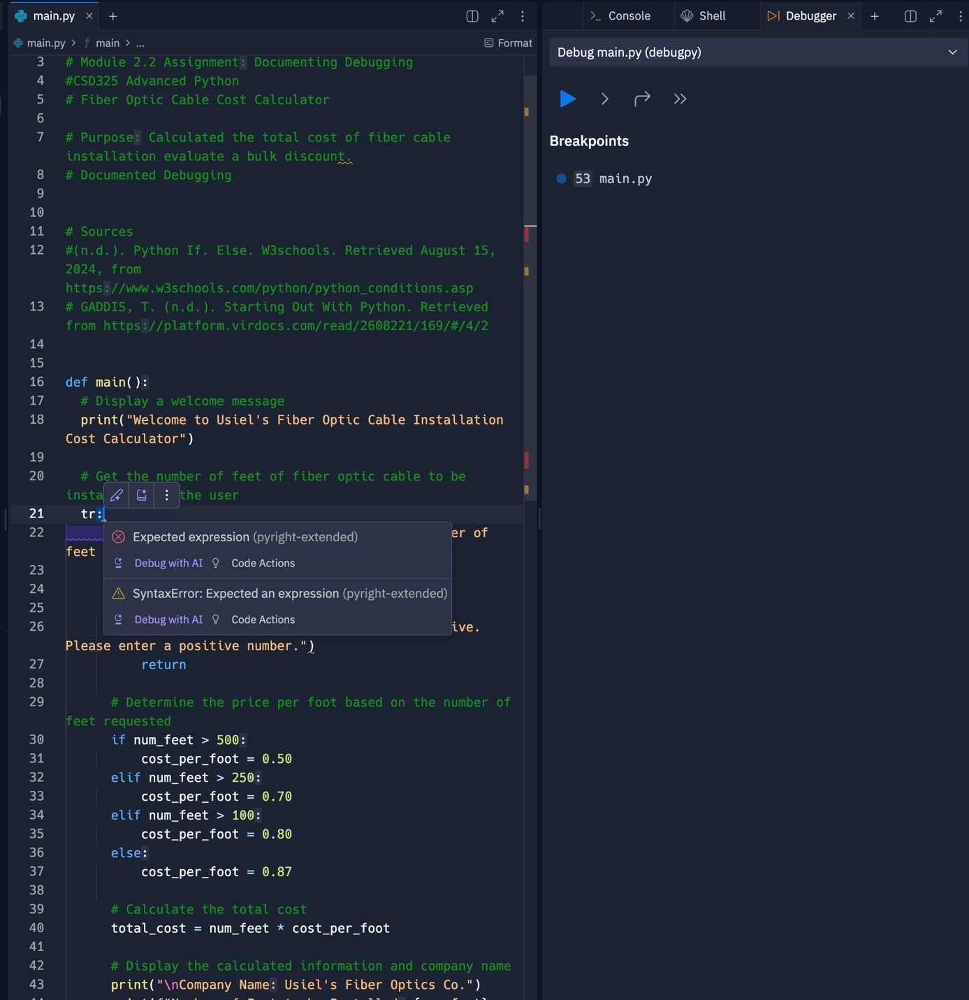 main.py
Console
Shell
Debugger
main.py > main > ...
Format
Debug main.py (debugpy)
Breakpoints
53 main.py
3 # Module 2.2 Assignment: Documenting Debugging
4 #CSD325 Advanced Python
5 # Fiber Optic Cable Cost Calculator
6
7 # Purpose: Calculated the total cost of fiber cable
installation evaluate a bulk discount.
8 # Documented Debugging
9
10
11 # Sources
12 #(n.d.). Python If. Else. W3schools. Retrieved August 15,
2024, from
https://www.w3schools.com/python/python_conditions.asp
13 # GADDIS, T. (n.d.). Starting Out With Python. Retrieved
from https://platform.virdocs.com/read/2608221/169/#/4/2
14
15
16 def main():
17 # Display a welcome message
18 print("Welcome to Usiel's Fiber Optic Cable Installation
Cost Calculator")
19
20 # Get the number of feet of fiber optic cable to be
insta the user
21 tr:
22 er of
feet
Expected expression (pyright-extended)
Debug with AI Code Actions
SyntaxError: Expected an expression (pyright-extended)
Debug with AI Code Actions
23
24
25
26 ive.
Please enter a positive number.")
27 return
28
29 # Determine the price per foot based on the number of
feet requested
30 if num_feet > 500:
31 cost_per_foot = 0.50
32 elif num_feet > 250:
33 cost_per_foot = 0.70
34 elif num_feet > 100:
35 cost_per_foot = 0.80
36 else:
37 cost_per_foot = 0.87
38
39 # Calculate the total cost
40 total_cost = num_feet * cost_per_foot
41
42 # Display the calculated information and company name
43 print("\nCompany Name: Usiel's Fiber Optics Co.")